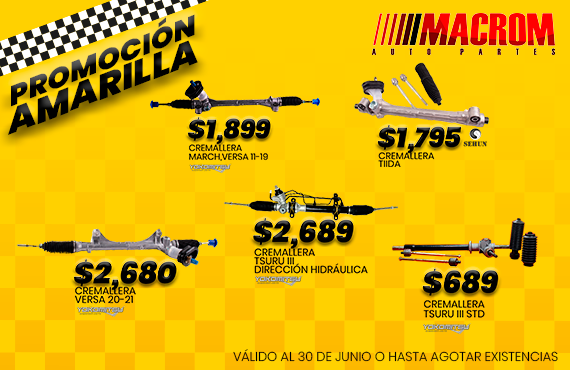 PROMOCIÓN
AMARILLA
MACROM
AUTO PARTES
$1,899
CREMALLERA
MARCH,VERSA 11-19
$1,795
SEHUN
CREMALLERA
TIIDA
$2,689
CREMALLERA
TSURU III
DIRECCIÓN HIDRÁULICA
$2,680
CREMALLERA
VERSA 20-21
$689
CREMALLERA
TSURU III STD
VÁLIDO AL 30 DE JUNIO O HASTA AGOTAR EXISTENCIAS